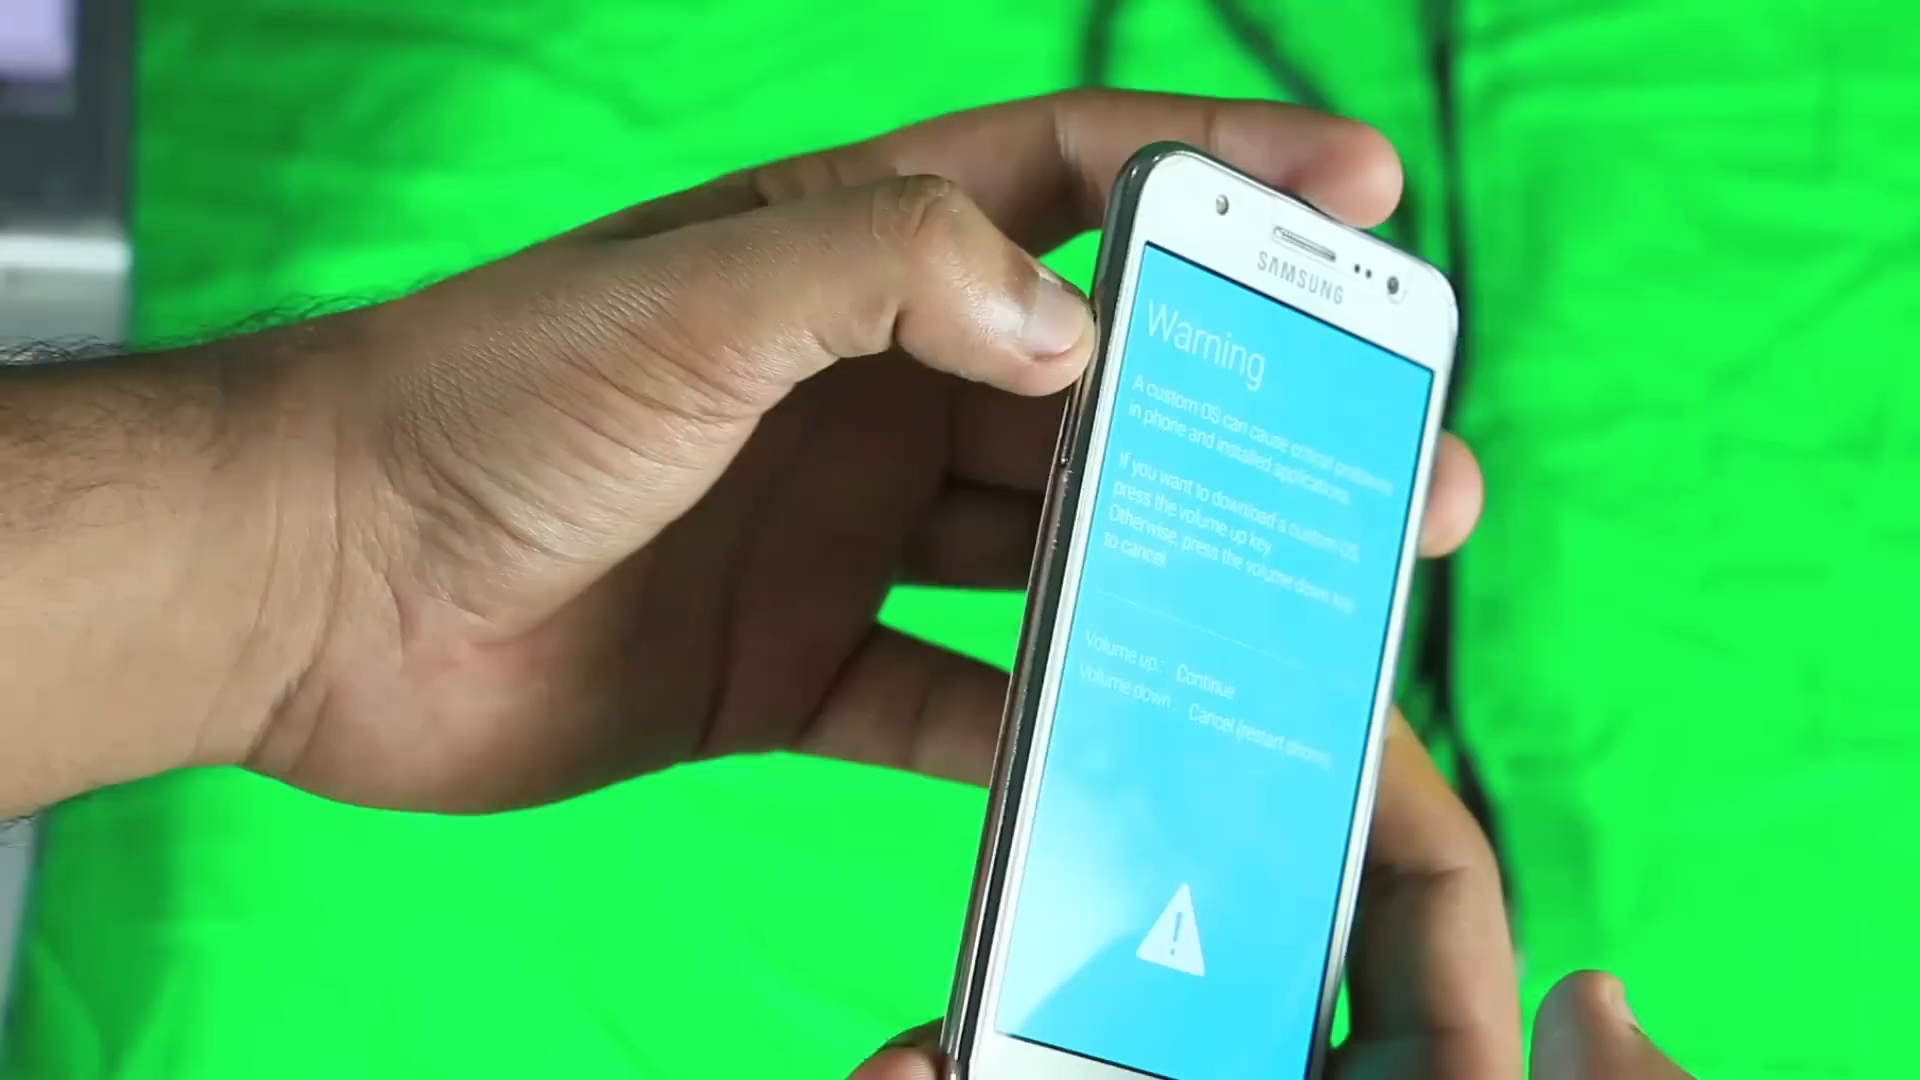 SAMSUNG
Warning
A custom OS can cause critical problems
in phone and installed applications.
If you want to download a custom OS,
press the volume up key.
Otherwise, press the volume down key
to cancel.
Volume up : Continue
Volume down : Cancel (restart phone)